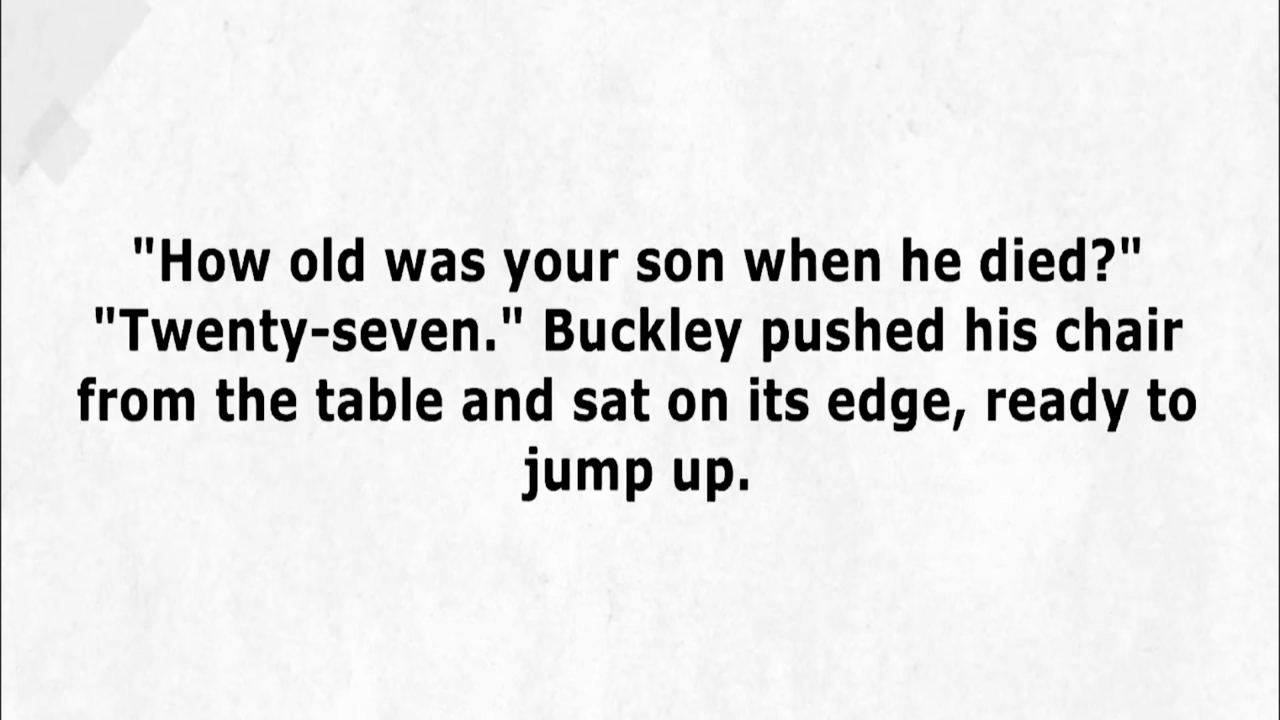 "How old was your son when he died?"
"Twenty-seven." Buckley pushed his chair
from the table and sat on its edge, ready to
jump up.